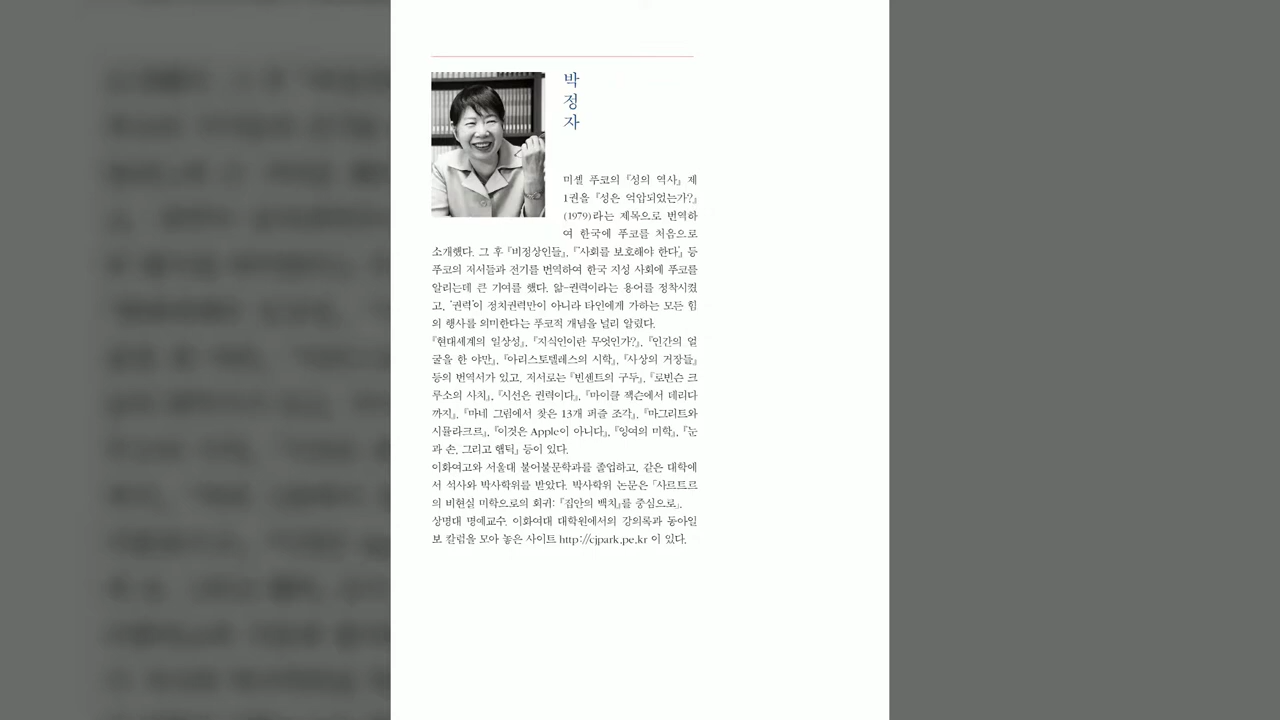 박
정
자
미셸 푸코의 『성의 역사』 제
1권을 『성은 억압되었는가?』
(1979)라는 제목으로 번역하
여 한국에 푸코를 처음으로
소개했다. 그 후 『비정상인들』, 『"사회를 보호해야 한다"』 등
푸코의 저서들과 전기를 번역하여 한국 지성 사회에 푸코를
알리는데 큰 기여를 했다. 앎-권력이라는 용어를 정착시켰
고, '권력'이 정치권력만이 아니라 타인에게 가하는 모든 힘
의 행사를 의미한다는 푸코적 개념을 널리 알렸다.
『현대세계의 일상성』, 『지식인이란 무엇인가?』, 『인간의 얼
굴을 한 야만』, 『아리스토텔레스의 시학』, 『사상의 거장들』
등의 번역서가 있고, 저서로는 『빈센트의 구두』, 『로빈슨 크
루소의 사치』, 『시선은 권력이다』, 『마이클 잭슨에서 데리다
까지』, 『마네 그림에서 찾은 13개 퍼즐 조각』, 『마그리트와
시뮬라크르』, 『이것은 Apple이 아니다』, 『잉여의 미학』, 『눈
과 손, 그리고 햅틱』 등이 있다.
이화여고와 서울대 불어불문학과를 졸업하고, 같은 대학에
서 석사와 박사학위를 받았다. 박사학위 논문은 「사르트르
의 비현실 미학으로의 회귀: 『집안의 백치』를 중심으로」.
상명대 명예교수. 이화여대 대학원에서의 강의록과 동아일
보 칼럼을 모아 놓은 사이트 http://cjpark.pe.kr 이 있다.